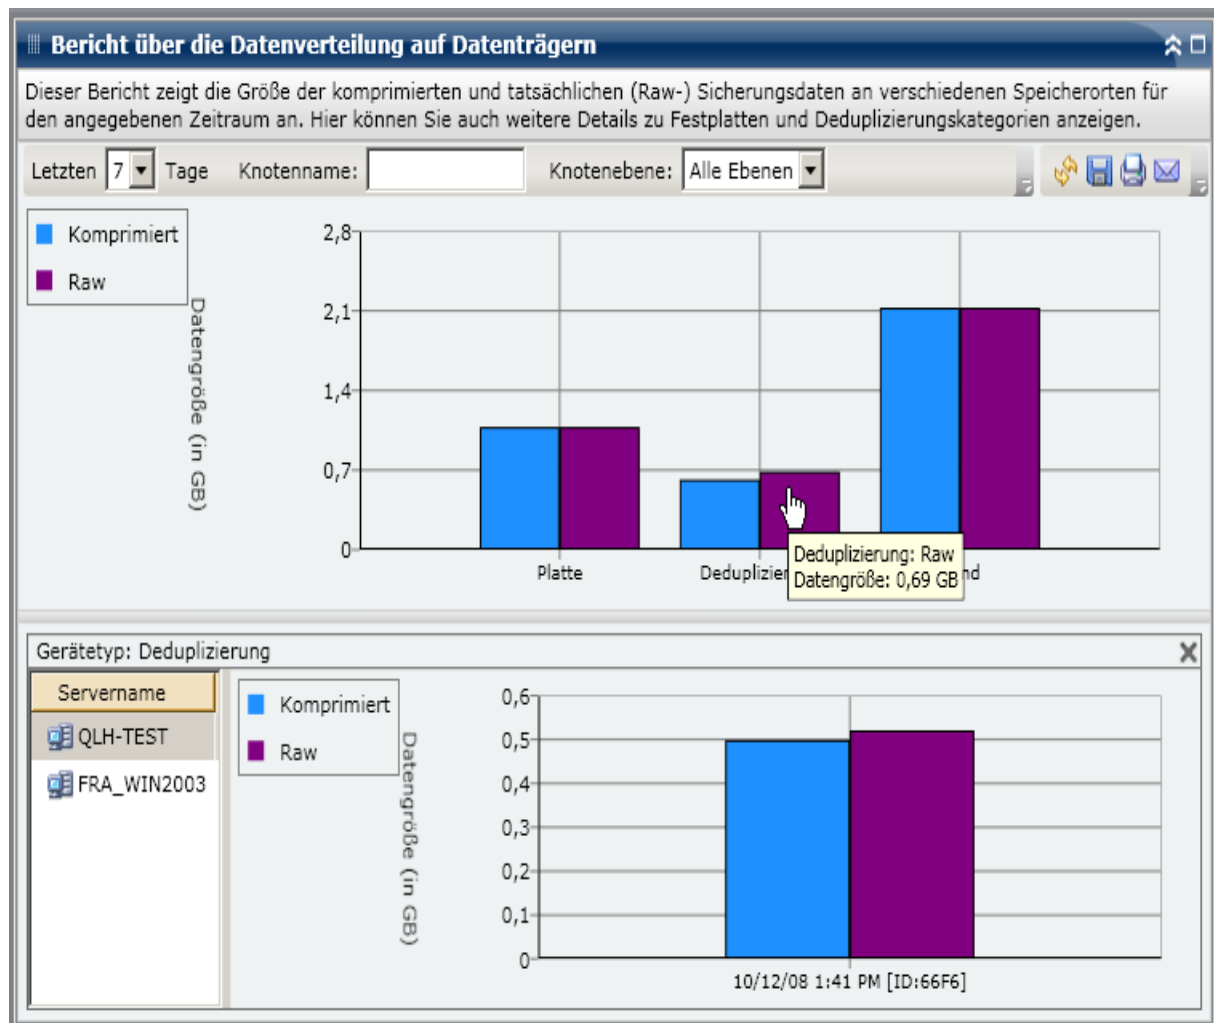 Bericht über die Datenverteilung auf Datenträgern
Dieser Bericht zeigt die Größe der komprimierten und tatsächlichen (Raw-) Sicherungsdaten an verschiedenen Speicherorten für
den angegebenen Zeitraum an. Hier können Sie auch weitere Details zu Festplatten und Deduplizierungskategorien anzeigen.
Letzten 7 Tage Knotenname: Knotenebene: Alle Ebenen
Komprimiert
Raw
Datengröße (in GB)
2,8
2,1
1,4
0,7
0
Platte
Deduplizier
nd
Deduplizierung: Raw
Datengröße: 0,69 GB
Gerätetyp: Deduplizierung
Servername
QLH-TEST
FRA_WIN2003
Komprimiert
Raw
Datengröße (in GB)
0,6
0,5
0,4
0,3
0,2
0,1
0
10/12/08 1:41 PM [ID:66F6]